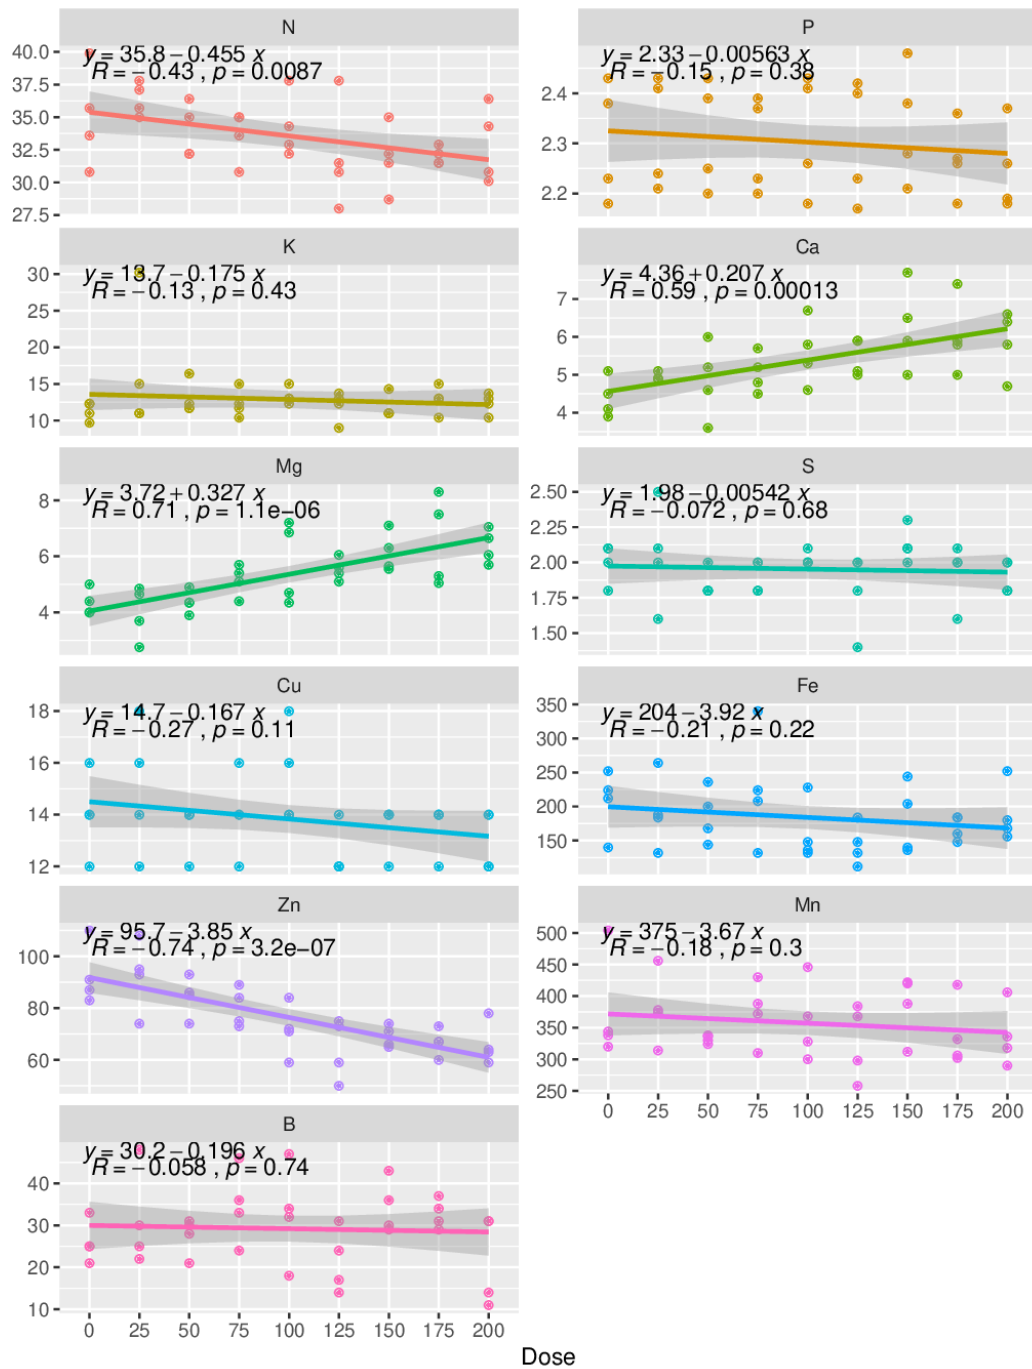 N
y = 35.8 − 0.455 x
R = −0.43 , p = 0.0087
40.0
37.5
35.0
32.5
30.0
27.5
P
y = 2.33 − 0.00563 x
R = −0.15 , p = 0.38
2.4
2.3
2.2
K
y = 13.7 − 0.175 x
R = −0.13 , p = 0.43
30
25
20
15
10
Ca
y = 4.36 + 0.207 x
R = 0.59 , p = 0.00013
7
6
5
4
Mg
y = 3.72 + 0.327 x
R = 0.71 , p = 1.1e−06
8
6
4
S
y = 1.98 − 0.00542 x
R = −0.072 , p = 0.68
2.50
2.25
2.00
1.75
1.50
Cu
y = 14.7 − 0.167 x
R = −0.27 , p = 0.11
18
16
14
12
Fe
y = 204 − 3.92 x
R = −0.21 , p = 0.22
350
300
250
200
150
Zn
y = 95.7 − 3.85 x
R = −0.74 , p = 3.2e−07
100
80
60
Mn
y = 375 − 3.67 x
R = −0.18 , p = 0.3
500
450
400
350
300
250
0 25 50 75 100 125 150 175 200
B
y = 30.2 − 0.196 x
R = −0.058 , p = 0.74
40
30
20
10
0 25 50 75 100 125 150 175 200
Dose